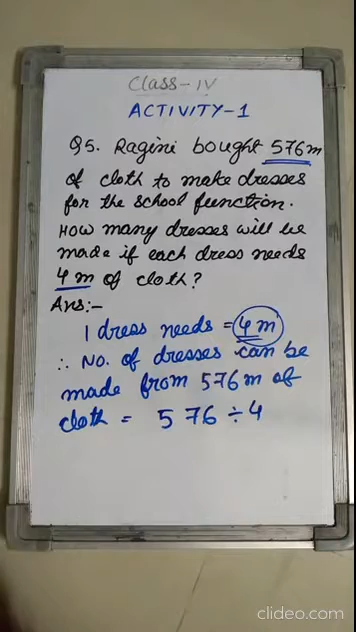 Class-IV
ACTIVITY-1
Q5. Ragini bought 576m
of cloth to make dresses
for the school function.
How many dresses will be
made if each dress needs
4 m of cloth?
Ans:-
1 dress needs = 4 m
∴ No. of dresses can be
made from 576m of
cloth = 576 ÷ 4
clideo.com